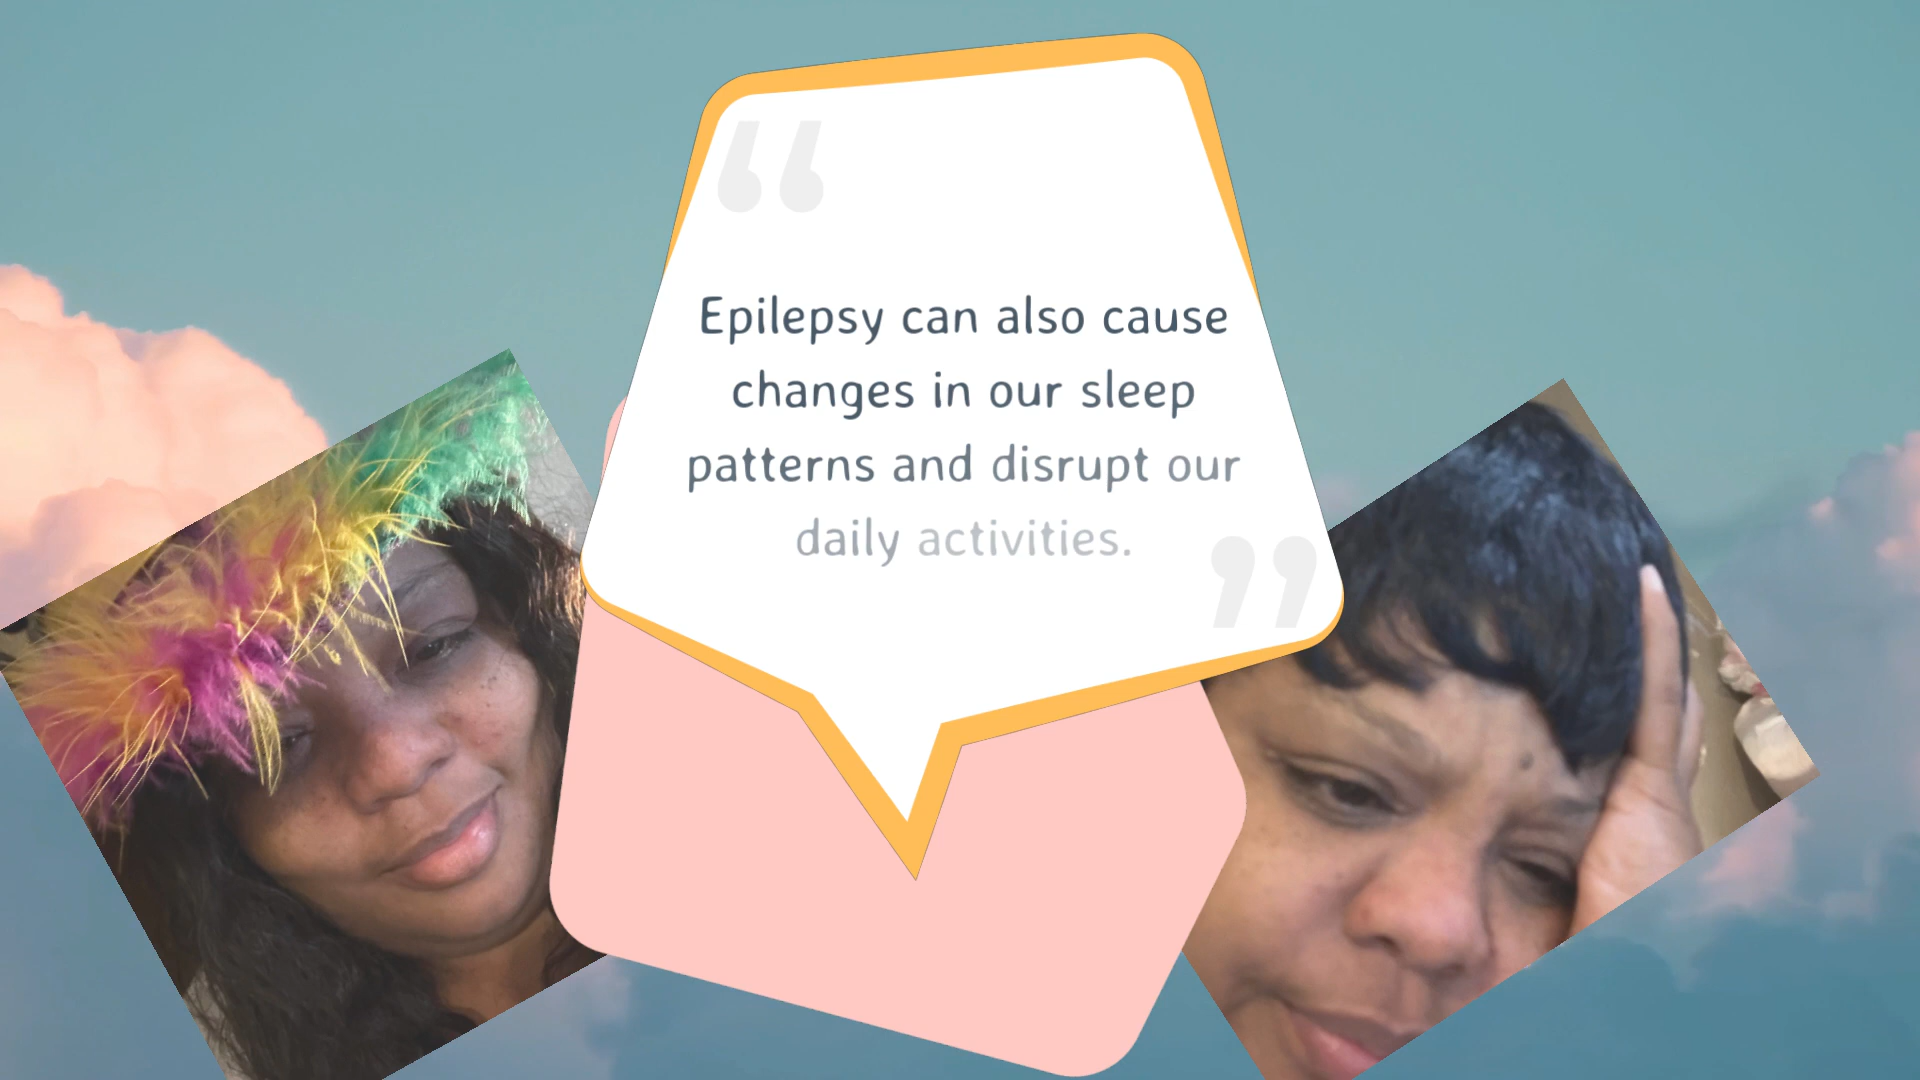 “
Epilepsy can also cause
changes in our sleep
patterns and disrupt our
daily activities.
”